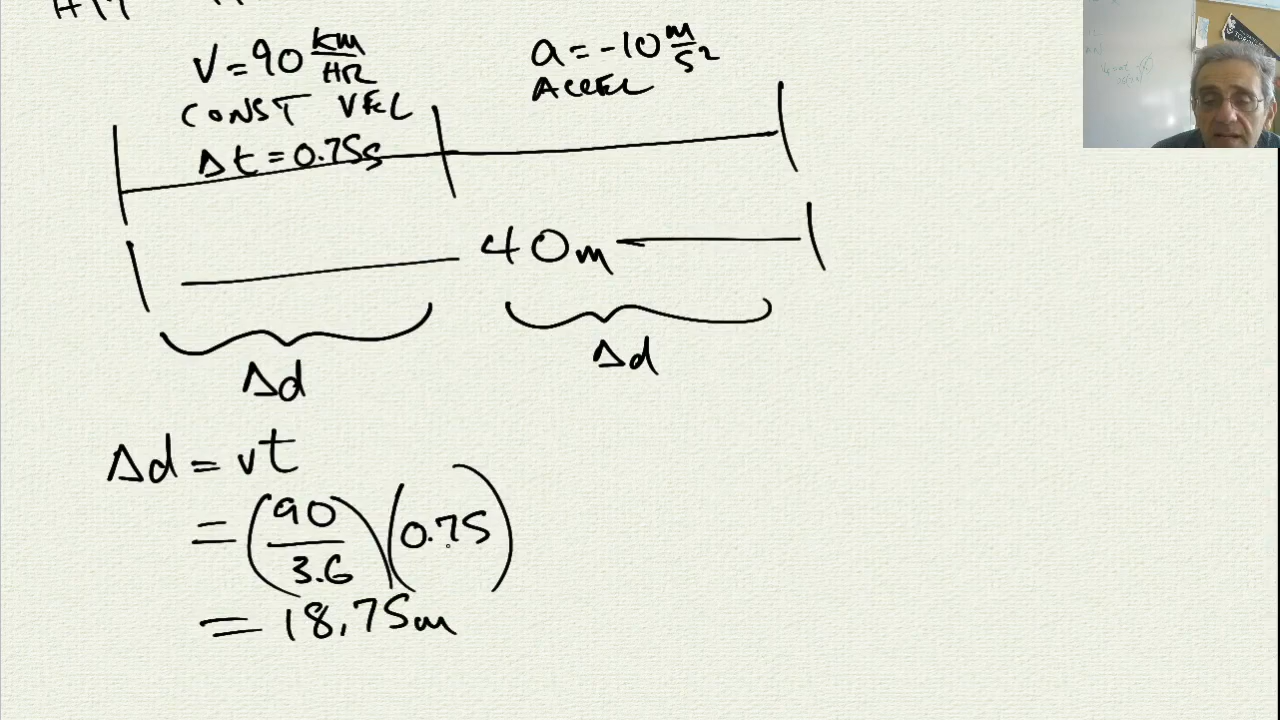 V = 90 km/HR
CONST VEL
Δt = 0.75s
a = -10 m/s²
ACCEL
40m
Δd
Δd
Δd = vt
= (90/3.6)(0.75)
= 18.75m